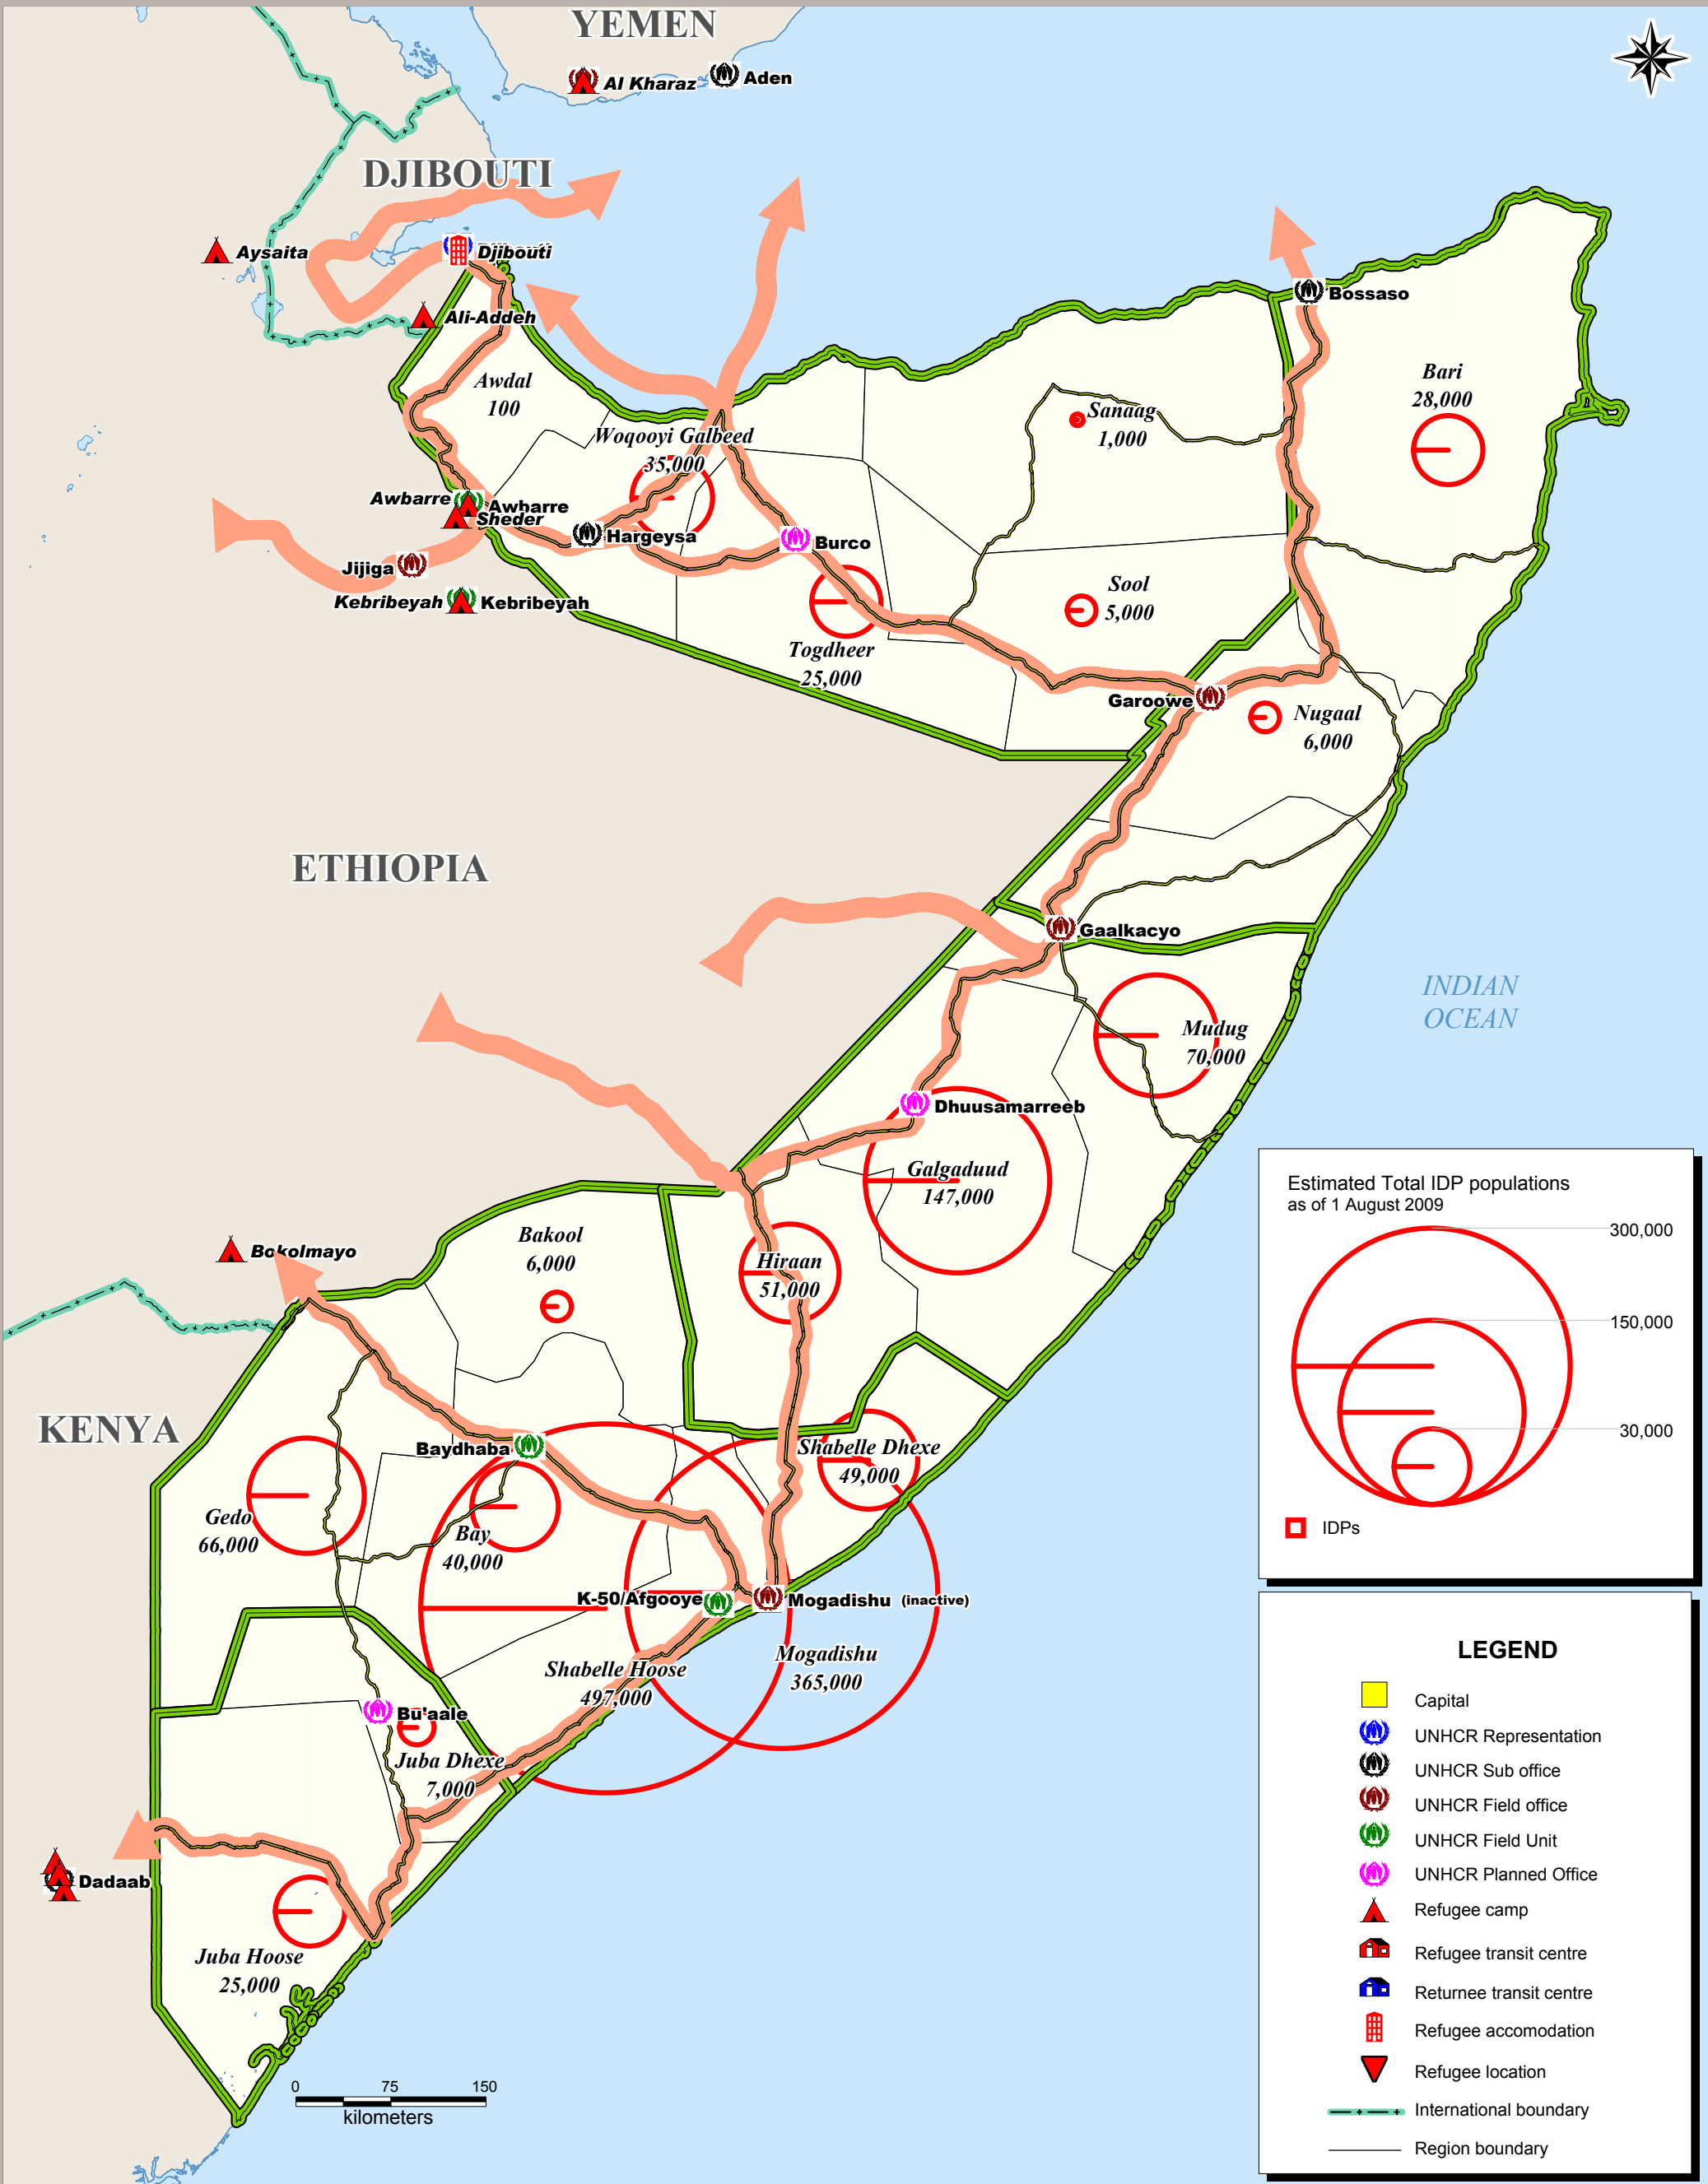 YEMEN
Al Kharaz
Aden
DJIBOUTI
Aysaita
Djibouti
Ali-Addeh
Bossaso
Awdal
100
Bari
28,000
Sanaag
1,000
Woqooyi Galbeed
35,000
Awbarre
Awbarre
Sheder
Hargeysa
Burco
Jijiga
Kebribeyah
Kebribeyah
Sool
5,000
Togdheer
25,000
Garoowe
Nugaal
6,000
ETHIOPIA
Gaalkacyo
INDIAN
OCEAN
Mudug
70,000
Dhuusamarreeb
Galgaduud
147,000
Bakool
6,000
Bokolmayo
Hiraan
51,000
KENYA
Baydhaba
Shabelle Dhexe
49,000
Gedo
66,000
Bay
40,000
K-50/Afgooye
Mogadishu (inactive)
Mogadishu
365,000
Shabelle Hoose
497,000
Bu'aale
Juba Dhexe
7,000
Dadaab
Juba Hoose
25,000
0 75 150
kilometers
Estimated Total IDP populations
as of 1 August 2009
300,000
150,000
30,000
IDPs
LEGEND
Capital
UNHCR Representation
UNHCR Sub office
UNHCR Field office
UNHCR Field Unit
UNHCR Planned Office
Refugee camp
Refugee transit centre
Returnee transit centre
Refugee accomodation
Refugee location
International boundary
Region boundary